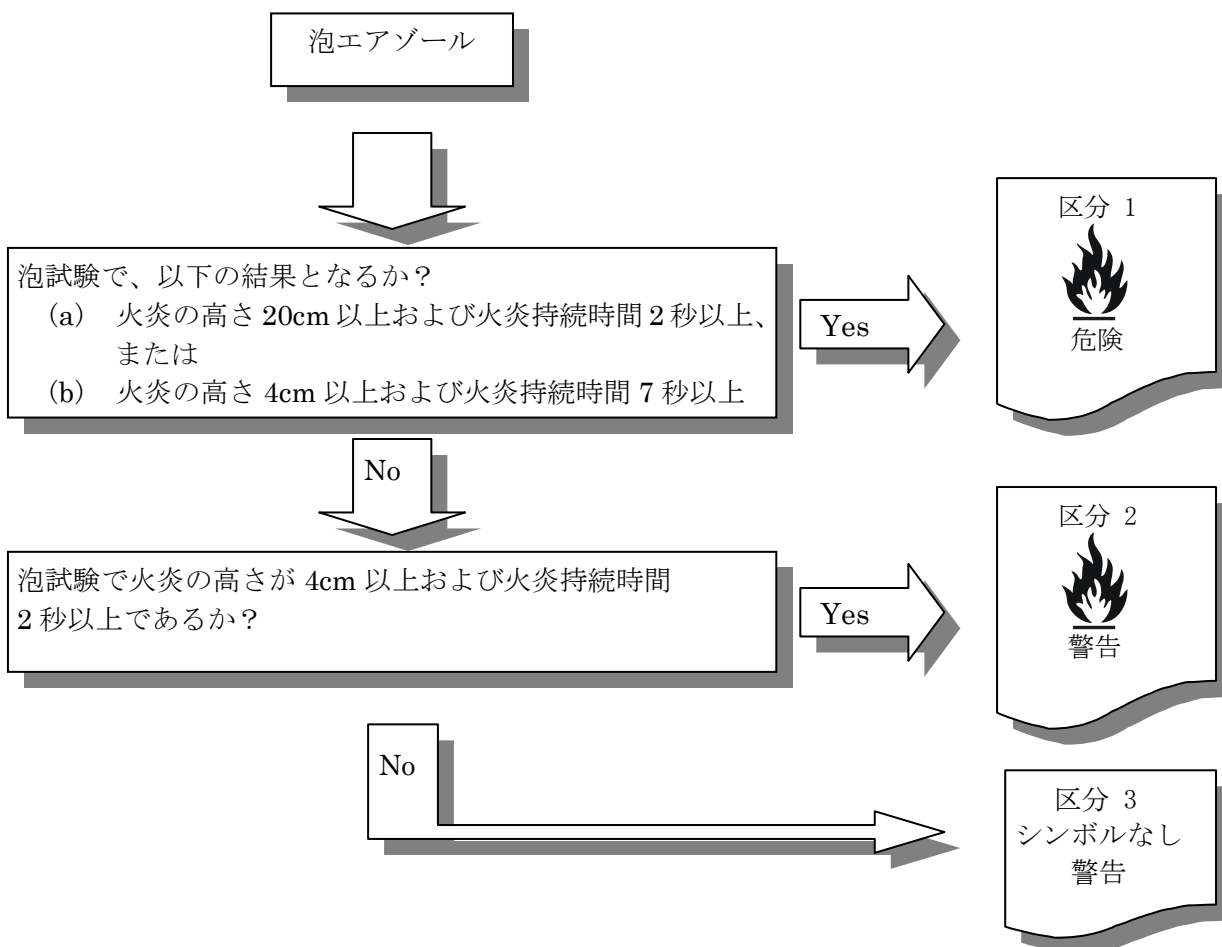 泡エアゾール
泡試験で、以下の結果となるか？
(a) 火炎の高さ 20cm 以上および火炎持続時間 2 秒以上、
または
(b) 火炎の高さ 4cm 以上および火炎持続時間 7 秒以上
Yes
区分 1
危険
No
泡試験で火炎の高さが 4cm 以上および火炎持続時間
2 秒以上であるか？
Yes
区分 2
警告
No
区分 3
シンボルなし
警告